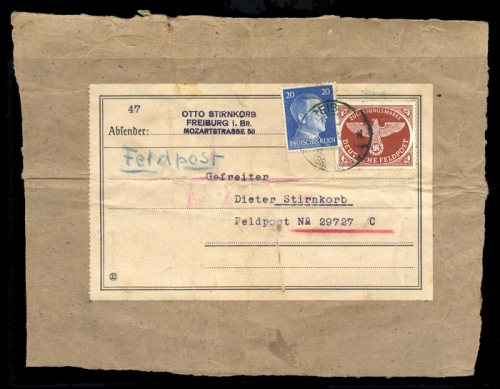 47
OTTO STIRNKORB
FREIBURG i. Br.
MOZARTSTRASSE 50
Absender:
20 20
DEUTSCHES REICH
ZULASSUNGSMARKE
DEUTSCHE FELDPOST
Feldpost
Gefreiter
Dieter Stirnkorb
Feldpost № 29727 C